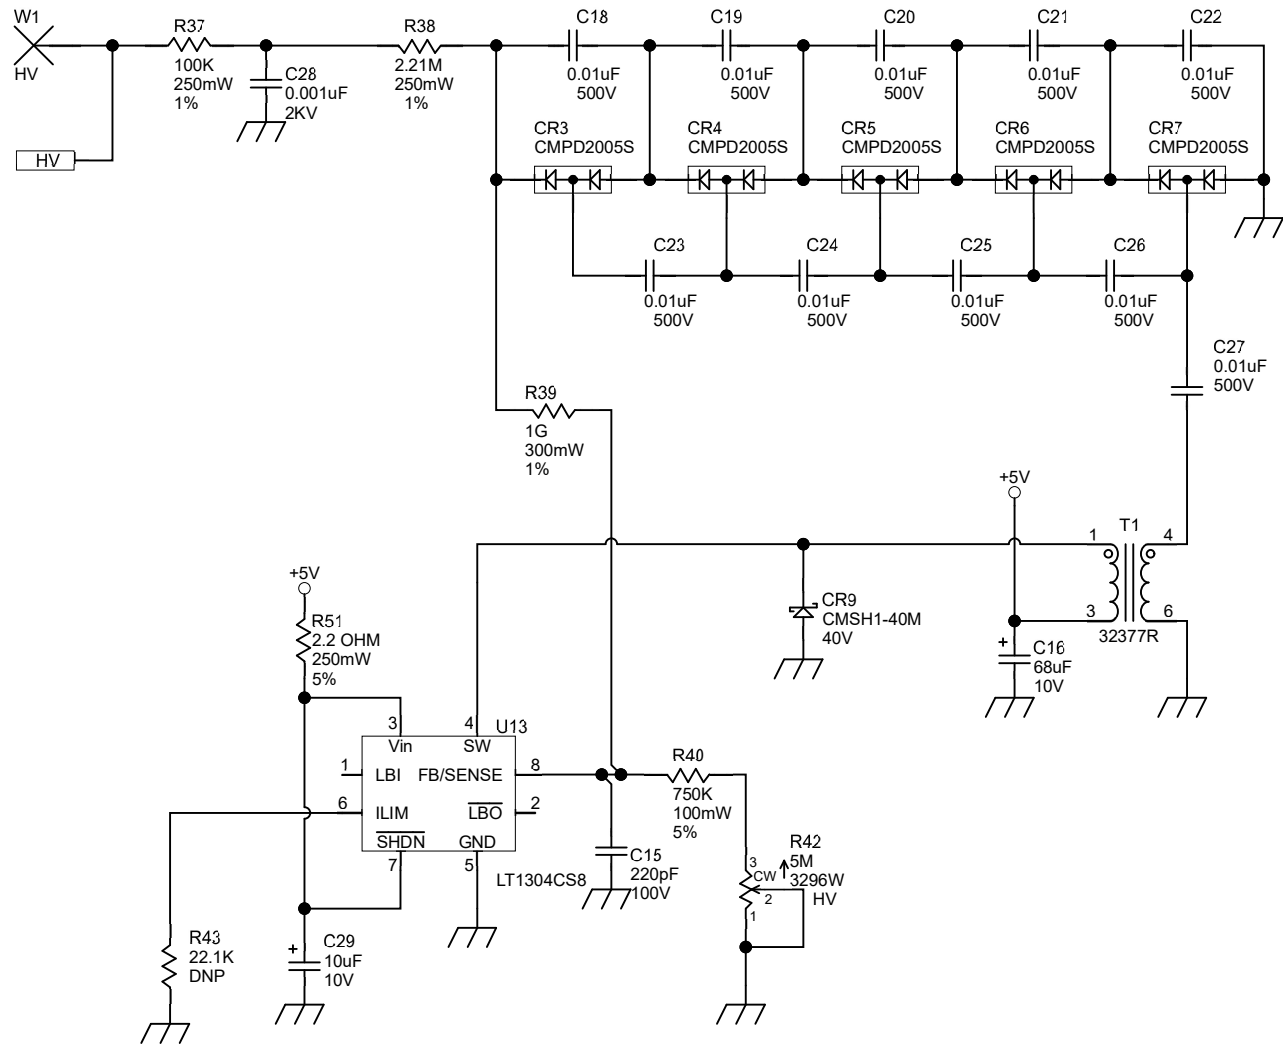 W1
HV
HV
R37
100K
250mW
1%
C28
0.001uF
2KV
R38
2.21M
250mW
1%
C18
0.01uF
500V
C19
0.01uF
500V
C20
0.01uF
500V
C21
0.01uF
500V
C22
0.01uF
500V
CR3
CMPD2005S
CR4
CMPD2005S
CR5
CMPD2005S
CR6
CMPD2005S
CR7
CMPD2005S
C23
0.01uF
500V
C24
0.01uF
500V
C25
0.01uF
500V
C26
0.01uF
500V
C27
0.01uF
500V
R39
1G
300mW
1%
+5V
T1
1
4
3
6
32377R
CR9
CMSH1-40M
40V
+
C16
68uF
10V
+5V
R51
2.2 OHM
250mW
5%
3
4
U13
Vin
SW
1
LBI
FB/SENSE
8
6
ILIM
LBO
2
SHDN
GND
7
5
LT1304CS8
R40
750K
100mW
5%
C15
220pF
100V
R42
5M
3296W
HV
3
CW
2
1
R43
22.1K
DNP
+
C29
10uF
10V